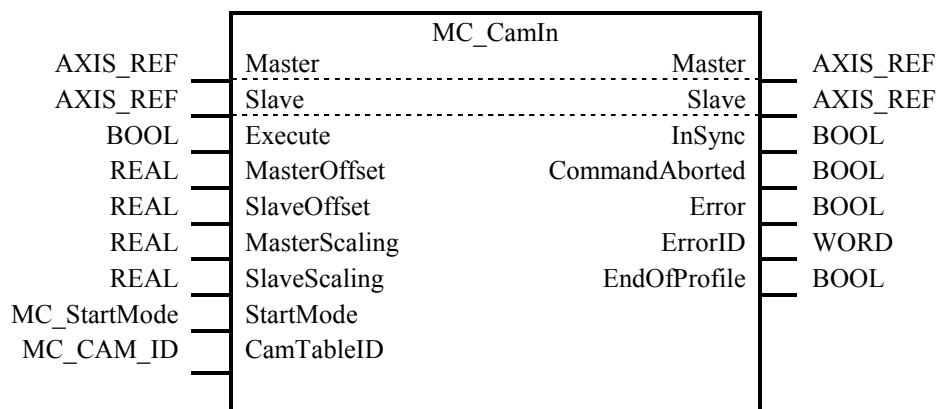 MC_CamIn
AXIS_REF Master Master AXIS_REF
AXIS_REF Slave Slave AXIS_REF
BOOL Execute InSync BOOL
REAL MasterOffset CommandAborted BOOL
REAL SlaveOffset Error BOOL
REAL MasterScaling ErrorID WORD
REAL SlaveScaling EndOfProfile BOOL
MC_StartMode StartMode
MC_CAM_ID CamTableID